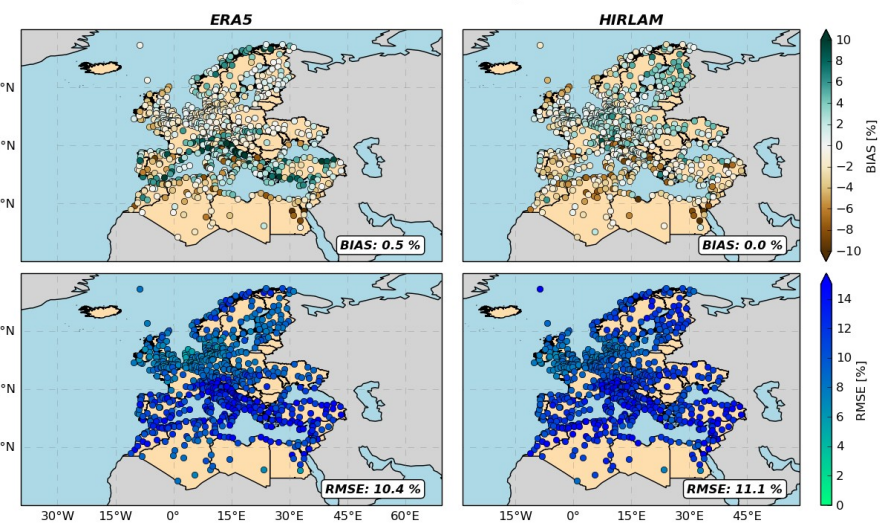 ERA5 HIRLAM
10
8
6
4
2
0
−2
−4
−6
−8
−10
BIAS [%]
°N
°N
°N
BIAS: 0.5 % BIAS: 0.0 %
14
12
10
8
6
4
2
0
RMSE [%]
°N
°N
°N
RMSE: 10.4 % RMSE: 11.1 %
30°W 15°W 0° 15°E 30°E 45°E 60°E 15°W 0° 15°E 30°E 45°E